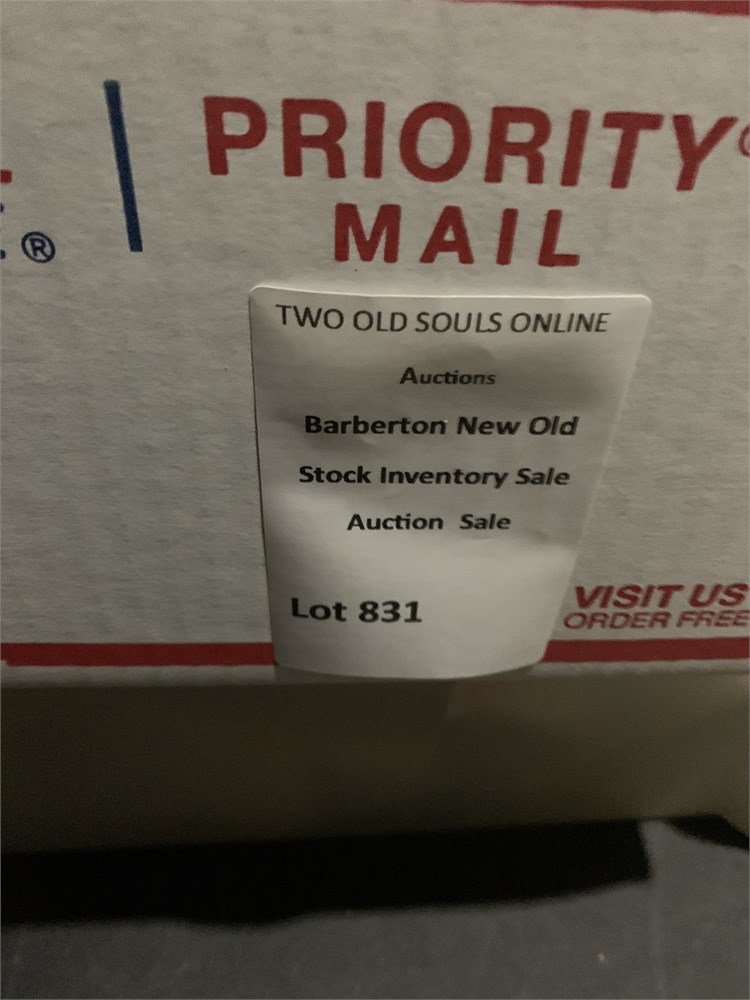 PRIORITY
MAIL
®
TWO OLD SOULS ONLINE
Auctions
Barberton New Old
Stock Inventory Sale
Auction Sale
Lot 831
VISIT US
ORDER FREE